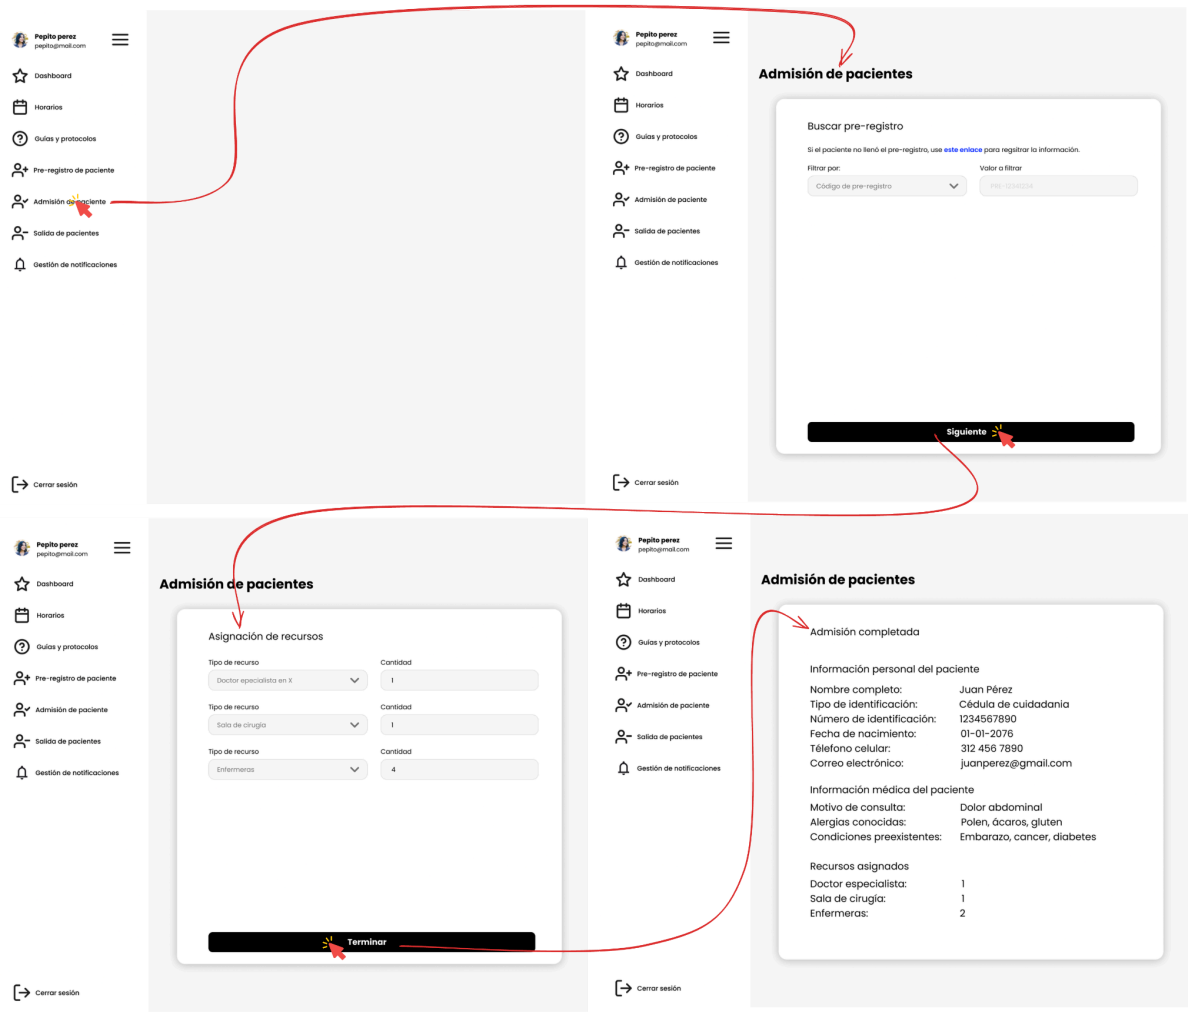 Pepito perez
pepito@mail.com
Dashboard
Horarios
Guías y protocolos
Pre-registro de paciente
Admisión de paciente
Salida de pacientes
Gestión de notificaciones
Cerrar sesión
Pepito perez
pepito@mail.com
Dashboard
Horarios
Guías y protocolos
Pre-registro de paciente
Admisión de paciente
Salida de pacientes
Gestión de notificaciones
Cerrar sesión
Admisión de pacientes
Buscar pre-registro
Si el paciente no llenó el pre-registro, use este enlace para regsitrar la información.
Filtrar por: Valor a filtrar
Código de pre-registro PRI-12341234
Siguiente
Pepito perez
pepito@mail.com
Dashboard
Horarios
Guías y protocolos
Pre-registro de paciente
Admisión de paciente
Salida de pacientes
Gestión de notificaciones
Cerrar sesión
Admisión de pacientes
Asignación de recursos
Tipo de recurso Cantidad
Doctor epecialista en X 1
Tipo de recurso Cantidad
Sala de cirugía 1
Tipo de recurso Cantidad
Enfermeras 4
Terminar
Pepito perez
pepito@mail.com
Dashboard
Horarios
Guías y protocolos
Pre-registro de paciente
Admisión de paciente
Salida de pacientes
Gestión de notificaciones
Cerrar sesión
Admisión de pacientes
Admisión completada
Información personal del paciente
Nombre completo: Juan Pérez
Tipo de identificación: Cédula de cuidadania
Número de identificación: 1234567890
Fecha de nacimiento: 01-01-2076
Télefono celular: 312 456 7890
Correo electrónico: juanperez@gmail.com
Información médica del paciente
Motivo de consulta: Dolor abdominal
Alergias conocidas: Polen, ácaros, gluten
Condiciones preexistentes: Embarazo, cancer, diabetes
Recursos asignados
Doctor especialista: 1
Sala de cirugía: 1
Enfermeras: 2